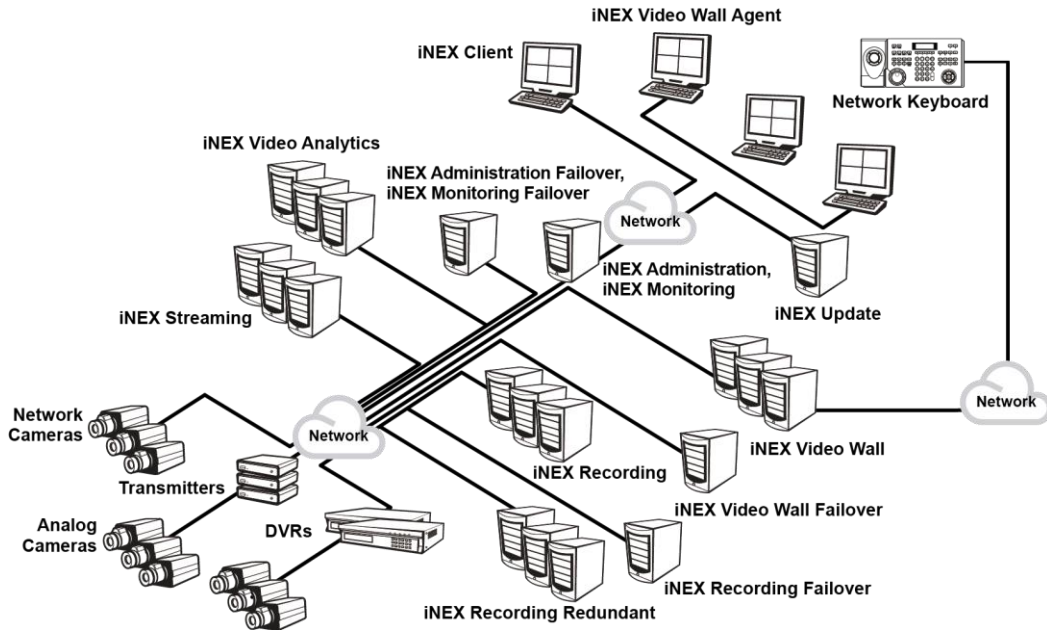 iNEX Video Wall Agent
iNEX Client
Network Keyboard
iNEX Video Analytics
iNEX Administration Failover,
iNEX Monitoring Failover
Network
iNEX Administration,
iNEX Monitoring
iNEX Streaming
iNEX Update
Network
Network
Cameras
Network
iNEX Video Wall
iNEX Recording
Transmitters
iNEX Video Wall Failover
Analog
Cameras
DVRs
iNEX Recording Failover
iNEX Recording Redundant